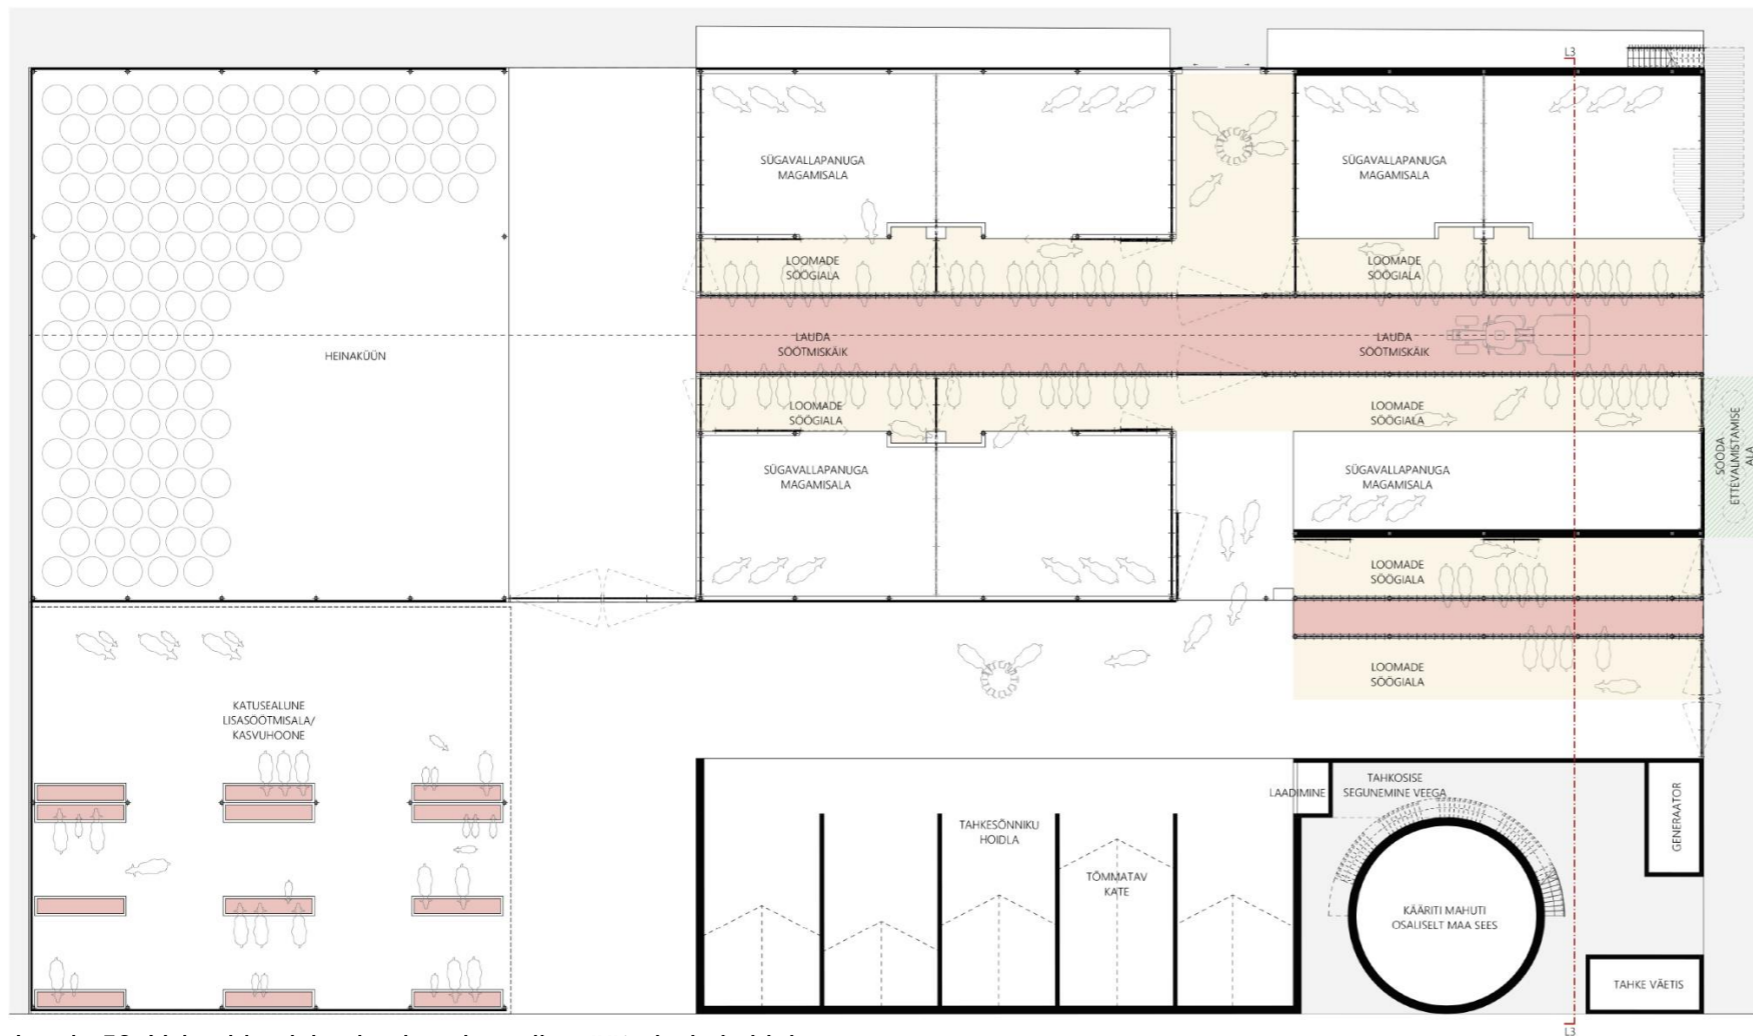 L3
SÜGAVALLAPANUGA
MAGAMISALA
SÜGAVALLAPANUGA
MAGAMISALA
LOOMADE
SÖÖGIALA
LOOMADE
SÖÖGIALA
LAUDA
SÖÖTMISKÄIK
LAUDA
SÖÖTMISKÄIK
HEINAKÜÜN
LOOMADE
SÖÖGIALA
LOOMADE
SÖÖGIALA
SÖÖDA
ETTEVALMISTAMISE
ALA
SÜGAVALLAPANUGA
MAGAMISALA
SÜGAVALLAPANUGA
MAGAMISALA
LOOMADE
SÖÖGIALA
LOOMADE
SÖÖGIALA
KATUSEALUNE
LISASÖÖTMISALA/
KASVUHOONE
LAADIMINE
TAHKOSISE
SEGUNEMINE VEEGA
GENERAATOR
TAHKESÕNNIKU
HOIDLA
TÕMMATAV
KATE
KÄÄRITI MAHUTI
OSALISELT MAA SEES
TAHKE VÄETIS
L3